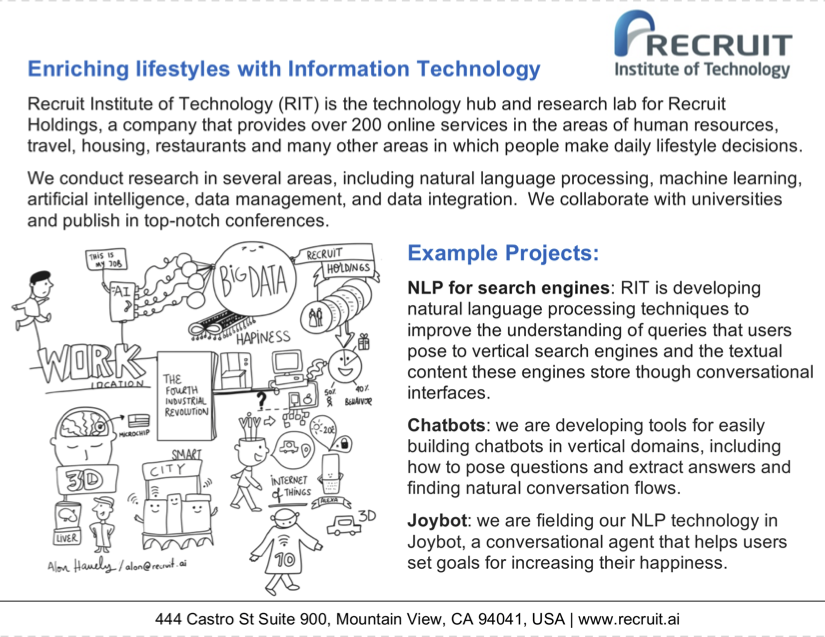 RECRUIT
Institute of Technology
Enriching lifestyles with Information Technology
Recruit Institute of Technology (RIT) is the technology hub and research lab for Recruit
Holdings, a company that provides over 200 online services in the areas of human resources,
travel, housing, restaurants and many other areas in which people make daily lifestyle decisions.
We conduct research in several areas, including natural language processing, machine learning,
artificial intelligence, data management, and data integration.  We collaborate with universities
and publish in top-notch conferences.
THIS IS
MY JOB
AI
BIG DATA
RECRUIT
HOLDINGS
HAPINESS
WORK
LOCATION
THE
FOURTH
INDUSTRIAL
REVOLUTION
?
50%
40%
BEHAVIOR
MICROCHIP
20£
3D
SMART
CITY
INTERNET
of THINGS
3D
LIVER
10
/alon@recruit.ai
Example Projects:
NLP for search engines: RIT is developing
natural language processing techniques to
improve the understanding of queries that users
pose to vertical search engines and the textual
content these engines store though conversational
interfaces.
Chatbots: we are developing tools for easily
building chatbots in vertical domains, including
how to pose questions and extract answers and
finding natural conversation flows.
Joybot: we are fielding our NLP technology in
Joybot, a conversational agent that helps users
set goals for increasing their happiness.
444 Castro St Suite 900, Mountain View, CA 94041, USA | www.recruit.ai